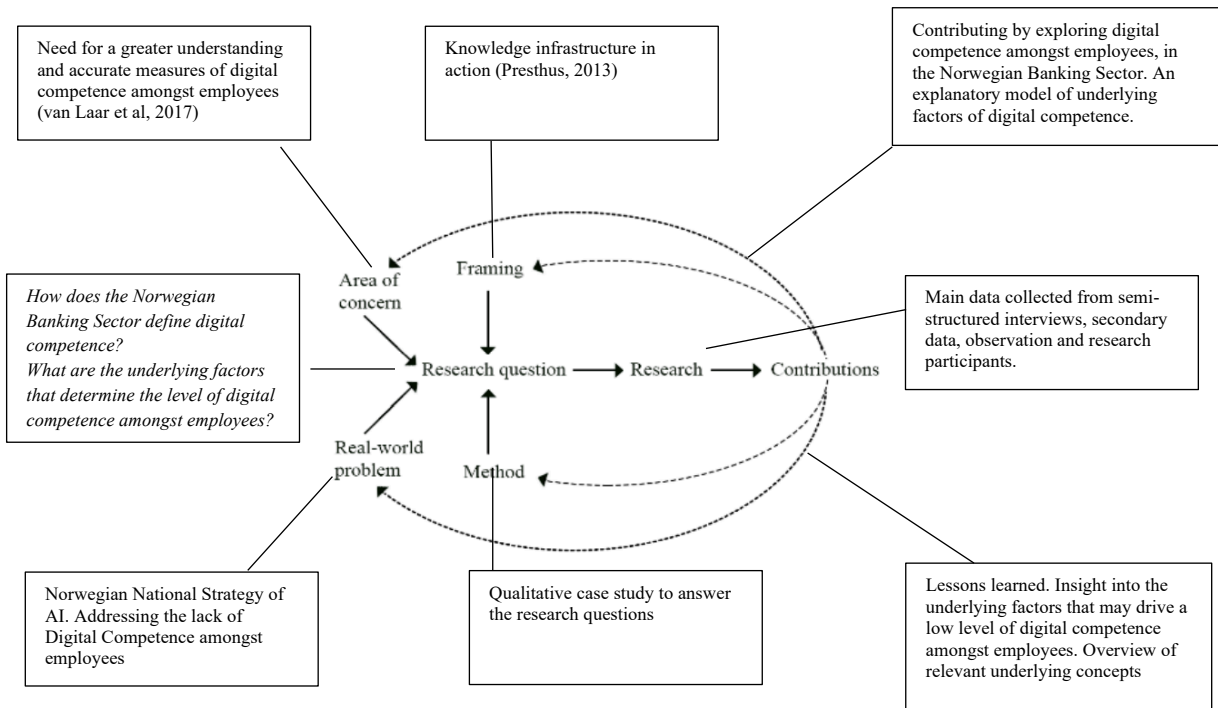 Need for a greater understanding
and accurate measures of digital
competence amongst employees
(van Laar et al, 2017)
Knowledge infrastructure in
action (Presthus, 2013)
Contributing by exploring digital
competence amongst employees, in
the Norwegian Banking Sector. An
explanatory model of underlying
factors of digital competence.
Area of
concern
Framing
How does the Norwegian
Banking Sector define digital
competence?
What are the underlying factors
that determine the level of digital
competence amongst employees?
Research question
Research
Contributions
Main data collected from semi-
structured interviews, secondary
data, observation and research
participants.
Real-world
problem
Method
Norwegian National Strategy of
AI. Addressing the lack of
Digital Competence amongst
employees
Qualitative case study to answer
the research questions
Lessons learned. Insight into the
underlying factors that may drive a
low level of digital competence
amongst employees. Overview of
relevant underlying concepts